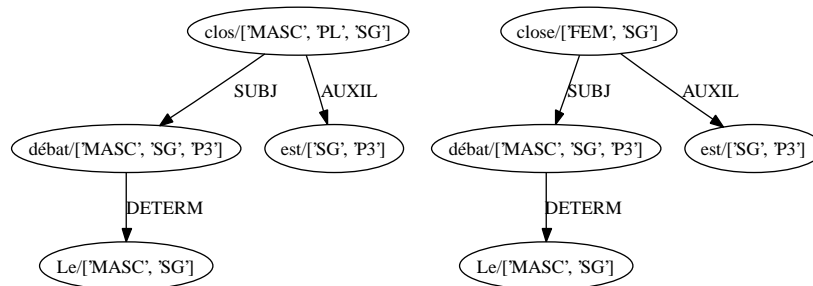 clos/['MASC', 'PL', 'SG']
close/['FEM', 'SG']
SUBJ
AUXIL
SUBJ
AUXIL
débat/['MASC', 'SG', 'P3']
est/['SG', 'P3']
débat/['MASC', 'SG', 'P3']
est/['SG', 'P3']
DETERM
DETERM
Le/['MASC', 'SG']
Le/['MASC', 'SG']